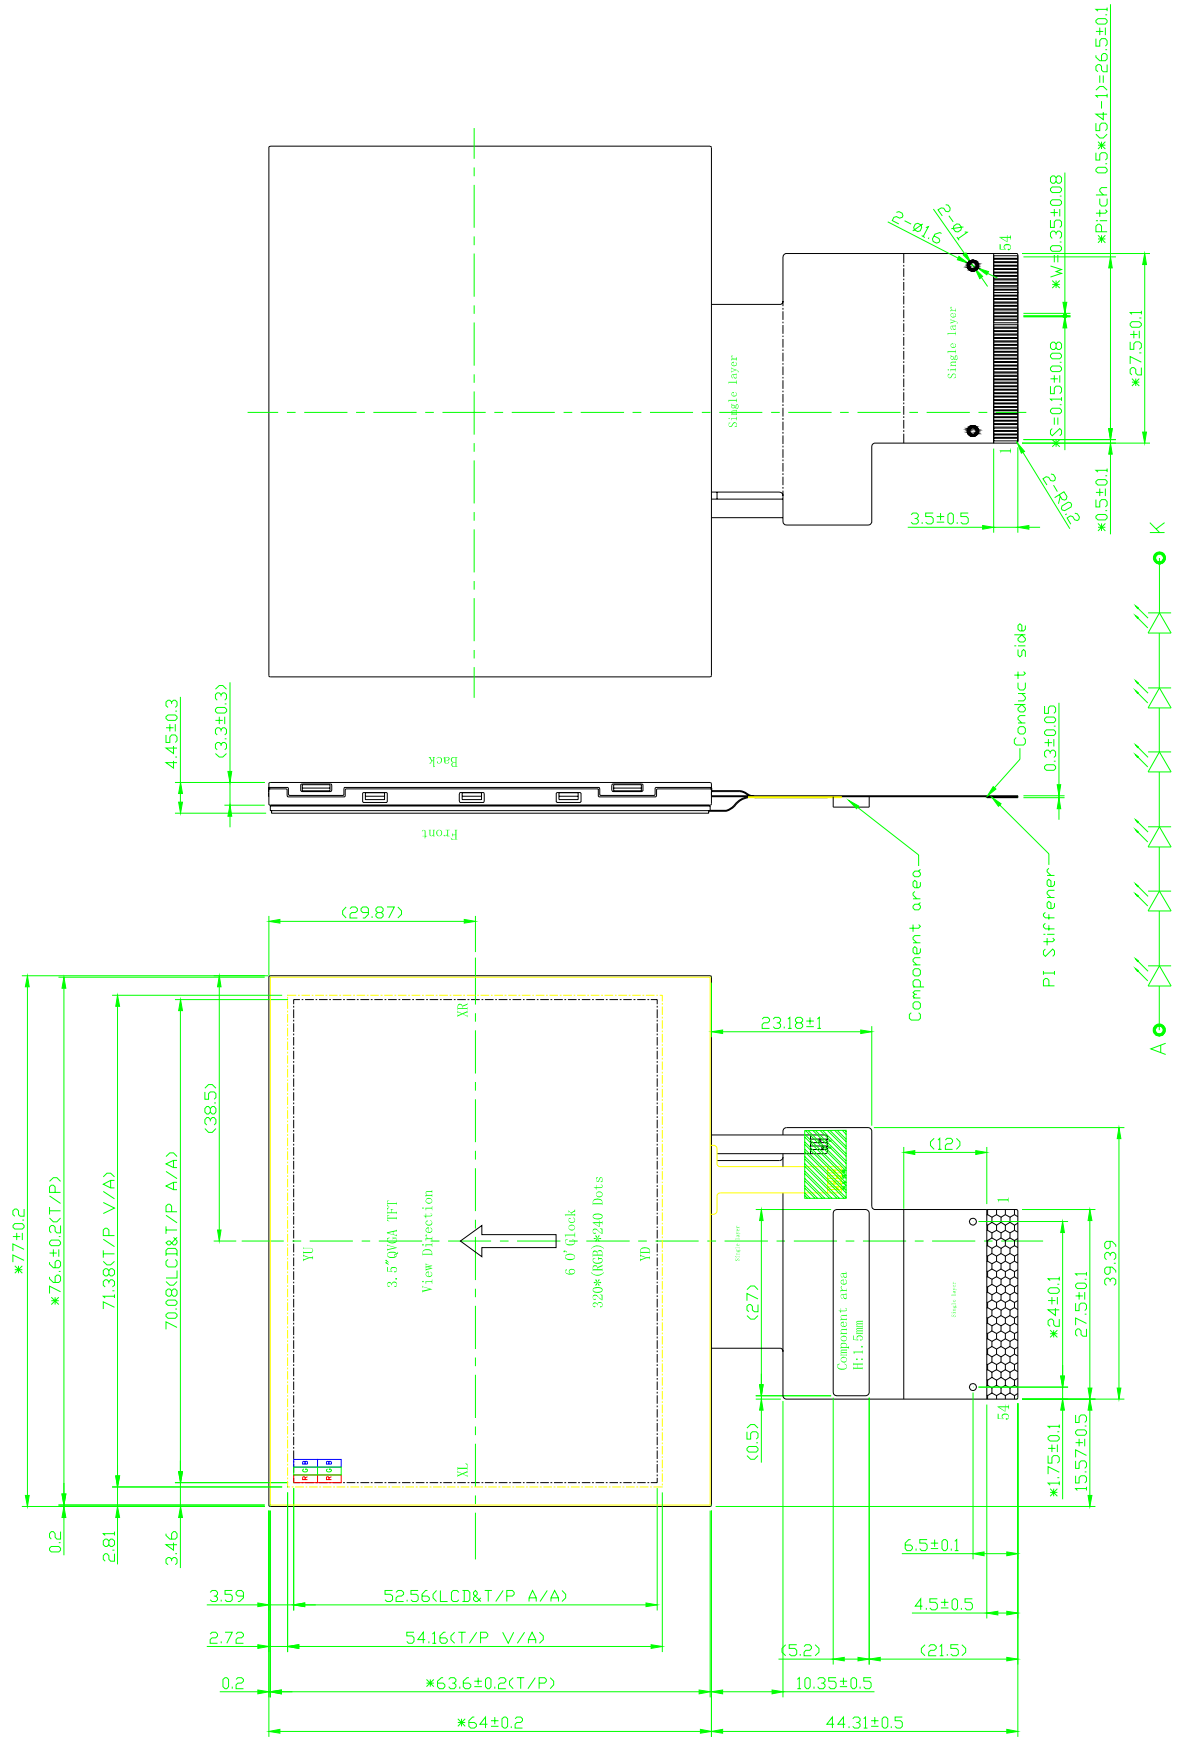 *Pitch 0.5*(54-1)=26.5±0.1
*W=0.35±0.08
2-ø1
2-ø1.6
54
Single layer
Single layer
*S=0.15±0.08
*27.5±0.1
1
2-R0.2
*0.5±0.1
3.5±0.5
K
Conduct side
0.3±0.05
4.45±0.3
(3.3±0.3)
Back
Front
Component area
PI Stiffener
A
(29.87)
23.18±1
(38.5)
*77±0.2
*76.6±0.2(T/P)
71.38(T/P V/A)
70.08(LCD&T/P A/A)
XR
YU
3.5"QVGA TFT
View Direction
6 O'Clock
320*(RGB)*240 Dots
YD
XL
R G B
R G B
(12)
1
39.39
Single layer
Single layer
(27)
Component area
H:1.5mm
*24±0.1
27.5±0.1
54
(0.5)
*1.75±0.1
15.57±0.5
0.2
2.81
3.46
6.5±0.1
3.59
52.56(LCD&T/P A/A)
4.5±0.5
2.72
54.16(T/P V/A)
(5.2)
(21.5)
0.2
*63.6±0.2(T/P)
10.35±0.5
*64±0.2
44.31±0.5